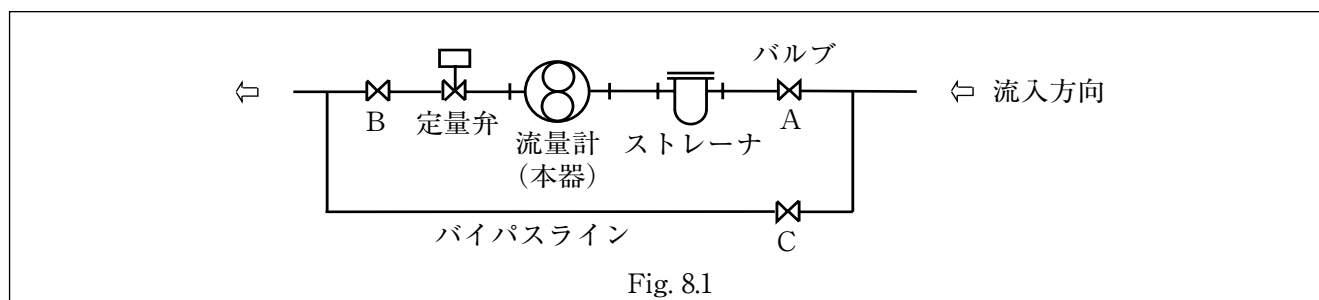 バルブ
⇦ 流入方向
⇦
B
定量弁
流量計
(本器)
ストレーナ
A
バイパスライン
C
Fig. 8.1